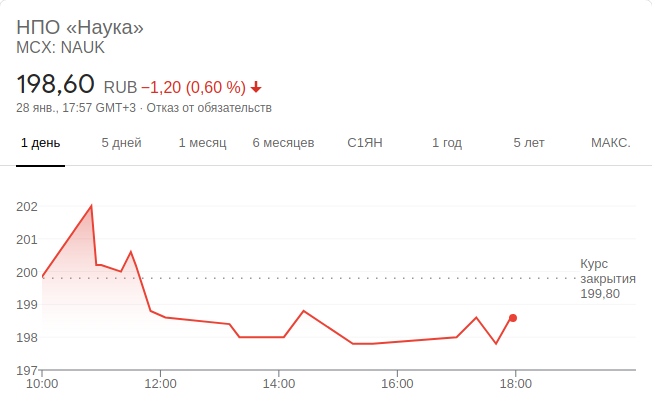 НПО «Наука»
MCX: NAUK
198,60 RUB −1,20 (0,60 %)
28 янв., 17:57 GMT+3 · Отказ от обязательств
1 день 5 дней 1 месяц 6 месяцев С1ЯН 1 год 5 лет МАКС.
202
201
200
199
198
197
Курс
закрытия
199,80
10:00 12:00 14:00 16:00 18:00